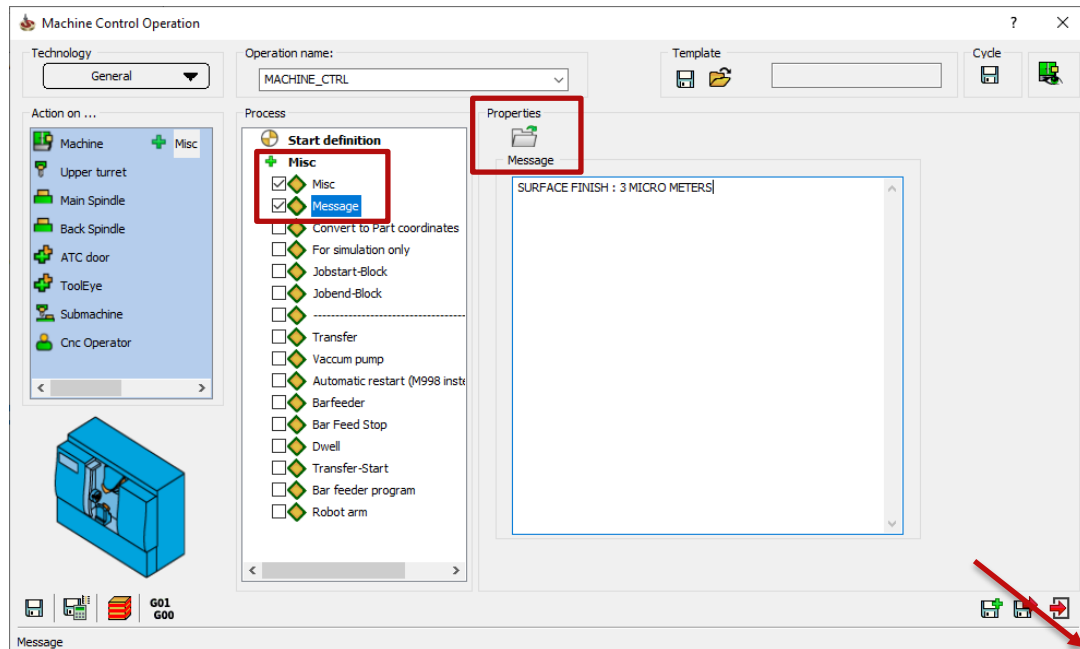 Machine Control Operation
?
Technology
General
Operation name:
MACHINE_CTRL
Template
Cycle
Action on ...
Machine
Misc
Upper turret
Main Spindle
Back Spindle
ATC door
ToolEye
Submachine
Cnc Operator
Process
Start definition
Misc
Misc
Message
Convert to Part coordinates
For simulation only
Jobstart-Block
Jobend-Block
-----------------------------------
Transfer
Vaccum pump
Automatic restart (M998 inste
Barfeeder
Bar Feed Stop
Dwell
Transfer-Start
Bar feeder program
Robot arm
Properties
Message
SURFACE FINISH : 3 MICRO METERS
G01
G00
Message